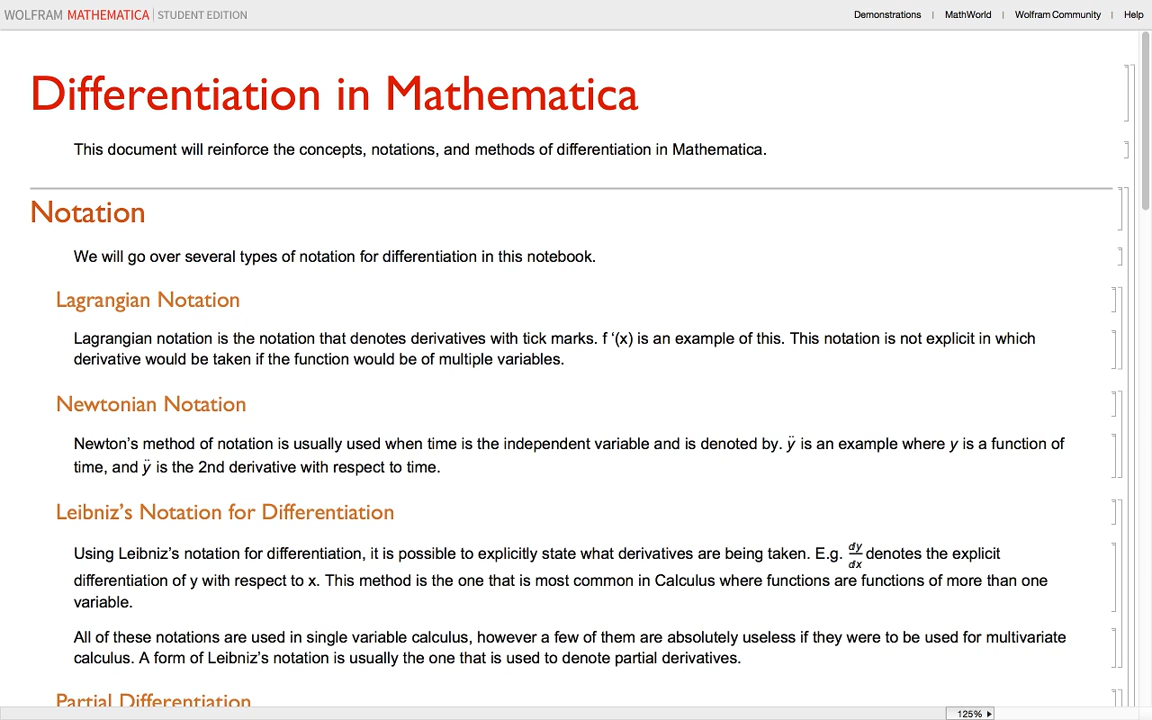 WOLFRAM MATHEMATICA | STUDENT EDITION
Demonstrations | MathWorld | Wolfram Community | Help
Differentiation in Mathematica
This document will reinforce the concepts, notations, and methods of differentiation in Mathematica.
Notation
We will go over several types of notation for differentiation in this notebook.
Lagrangian Notation
Lagrangian notation is the notation that denotes derivatives with tick marks. f ‘(x) is an example of this. This notation is not explicit in which
derivative would be taken if the function would be of multiple variables.
Newtonian Notation
Newton’s method of notation is usually used when time is the independent variable and is denoted by. ÿ is an example where y is a function of
time, and ÿ is the 2nd derivative with respect to time.
Leibniz’s Notation for Differentiation
Using Leibniz’s notation for differentiation, it is possible to explicitly state what derivatives are being taken. E.g. dy/dx denotes the explicit
differentiation of y with respect to x. This method is the one that is most common in Calculus where functions are functions of more than one
variable.
All of these notations are used in single variable calculus, however a few of them are absolutely useless if they were to be used for multivariate
calculus. A form of Leibniz’s notation is usually the one that is used to denote partial derivatives.
Partial Differentiation
125%